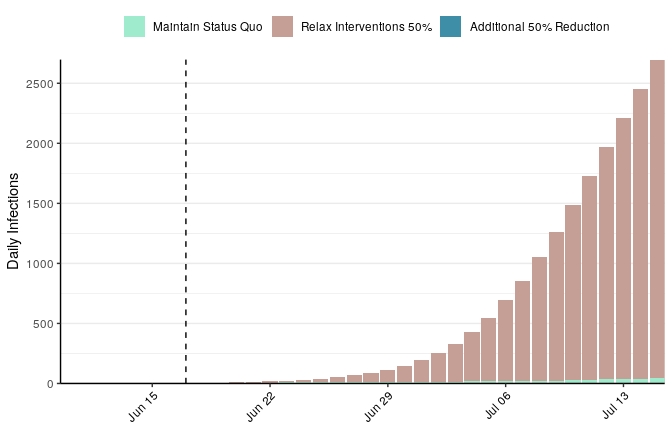 Maintain Status Quo Relax Interventions 50% Additional 50% Reduction
Daily Infections
2500
2000
1500
1000
500
0
Jun 15 Jun 22 Jun 29 Jul 06 Jul 13